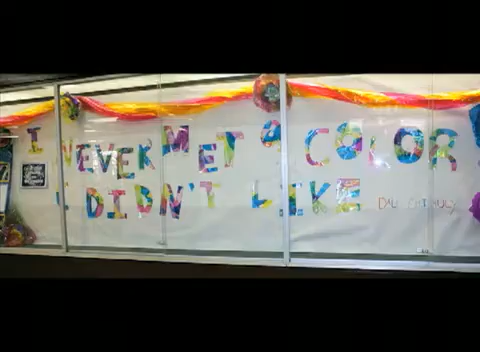 I NEVER MET A COLOR
I DIDN'T LIKE
DALE CHIHULY